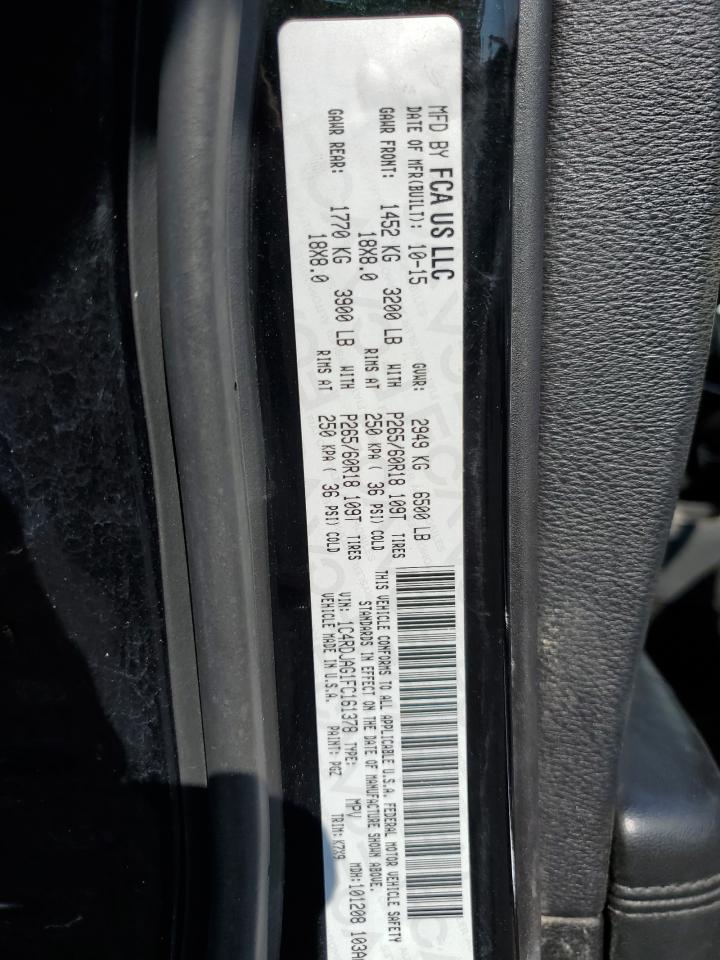 MFD BY FCA US LLC
DATE OF MFR(BUILT): 10-15 GVWR: 2949 KG 6500 LB
GAWR FRONT: 1452 KG 3200 LB WITH P265/60R18 109T TIRES
18X8.0 RIMS AT 250 KPA ( 36 PSI) COLD
GAWR REAR: 1770 KG 3900 LB WITH P265/60R18 109T TIRES
18X8.0 RIMS AT 250 KPA ( 36 PSI) COLD
THIS VEHICLE CONFORMS TO ALL APPLICABLE U.S.A. FEDERAL MOTOR VEHICLE SAFETY
STANDARDS IN EFFECT ON THE DATE OF MANUFACTURE SHOWN ABOVE.
VIN: 1C4RDJAG1FC161378 TYPE: MPV MDH:101208 103A
VEHICLE MADE IN U.S.A. PAINT: PGZ TRIM: K7X9